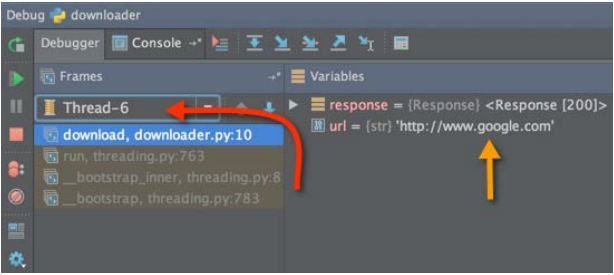 Debug downloader
Debugger Console
Frames
Variables
Thread-6
response = {Response} <Response [200]>
download, downloader.py:10
url = {str} 'http://www.google.com'
run, threading.py:763
__bootstrap_inner, threading.py:8
__bootstrap, threading.py:783